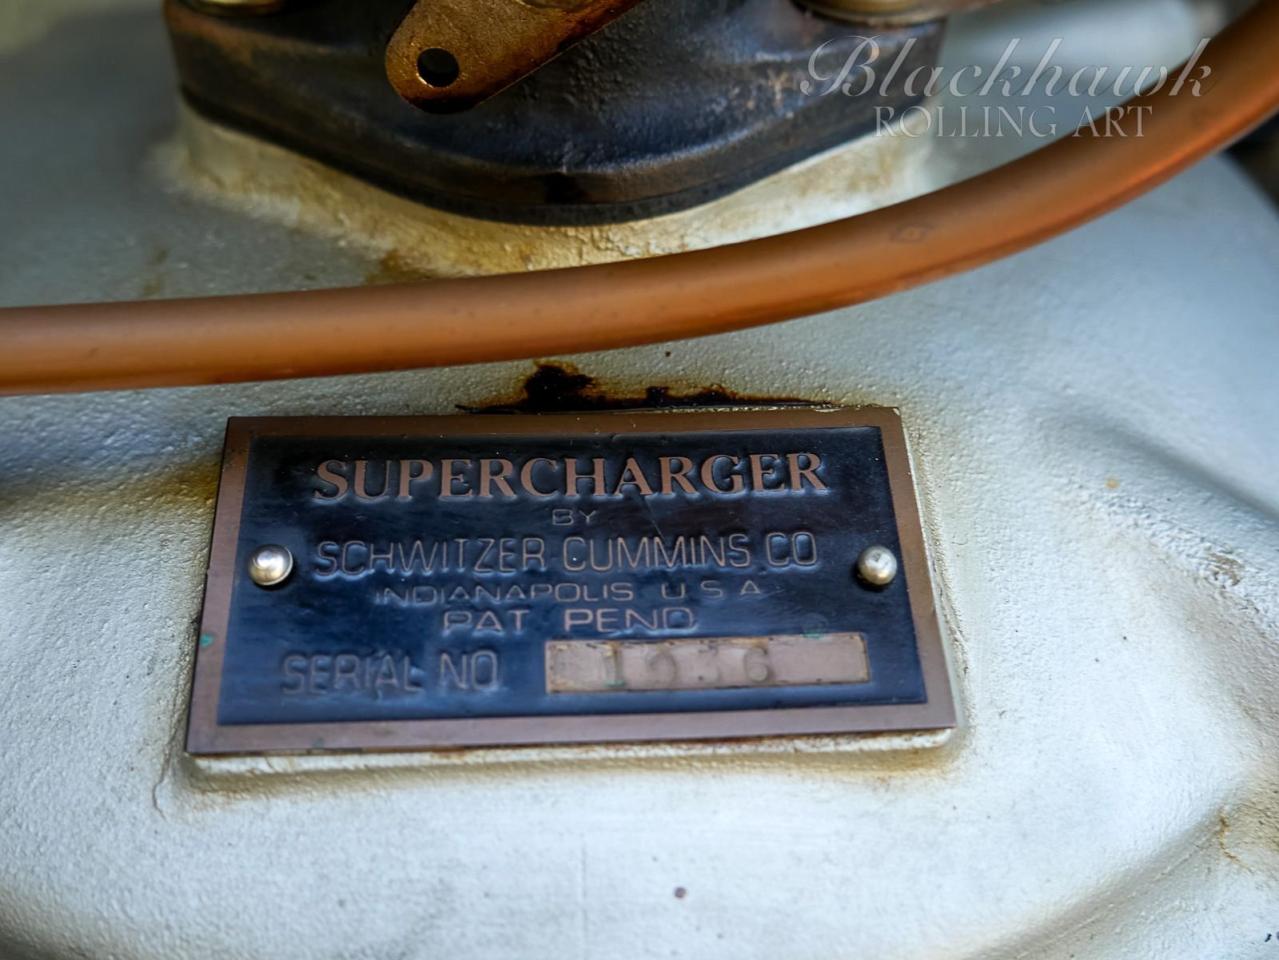 Blackhawk
ROLLING ART
SUPERCHARGER
BY
SCHWITZER CUMMINS CO
INDIANAPOLIS U S A
PAT PEND
SERIAL NO